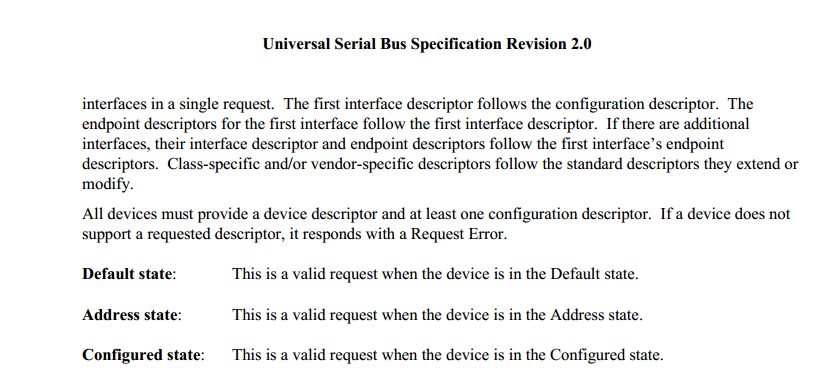 Universal Serial Bus Specification Revision 2.0
interfaces in a single request.  The first interface descriptor follows the configuration descriptor.  The
endpoint descriptors for the first interface follow the first interface descriptor.  If there are additional
interfaces, their interface descriptor and endpoint descriptors follow the first interface’s endpoint
descriptors.  Class-specific and/or vendor-specific descriptors follow the standard descriptors they extend or
modify.
All devices must provide a device descriptor and at least one configuration descriptor.  If a device does not
support a requested descriptor, it responds with a Request Error.
Default state: This is a valid request when the device is in the Default state.
Address state: This is a valid request when the device is in the Address state.
Configured state: This is a valid request when the device is in the Configured state.